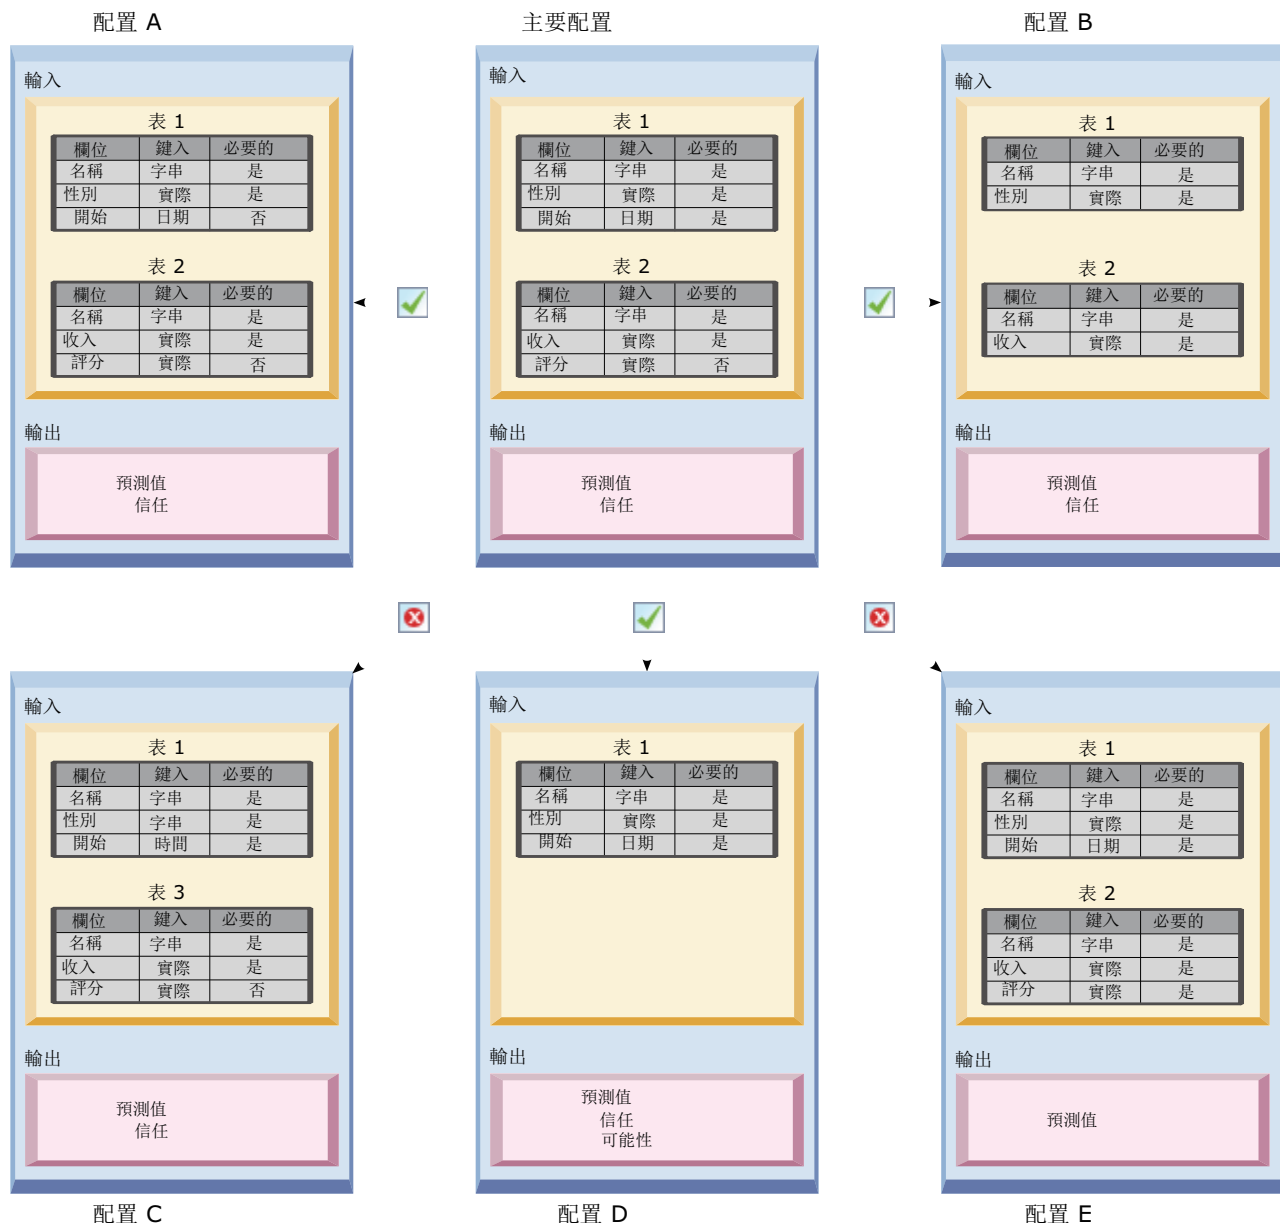 配置 A
主要配置
配置 B
輸入
表 1
欄位 鍵入 必要的
名稱 字串 是
性別 實際 是
開始 日期 否
表 2
欄位 鍵入 必要的
名稱 字串 是
收入 實際 是
評分 實際 否
輸出
預測值
信任
輸入
表 1
欄位 鍵入 必要的
名稱 字串 是
性別 實際 是
開始 日期 是
表 2
欄位 鍵入 必要的
名稱 字串 是
收入 實際 是
評分 實際 否
輸出
預測值
信任
輸入
表 1
欄位 鍵入 必要的
名稱 字串 是
性別 實際 是
表 2
欄位 鍵入 必要的
名稱 字串 是
收入 實際 是
輸出
預測值
信任
輸入
表 1
欄位 鍵入 必要的
名稱 字串 是
性別 字串 是
開始 時間 是
表 3
欄位 鍵入 必要的
名稱 字串 是
收入 實際 是
評分 實際 否
輸出
預測值
信任
輸入
表 1
欄位 鍵入 必要的
名稱 字串 是
性別 實際 是
開始 日期 是
輸出
預測值
信任
可能性
輸入
表 1
欄位 鍵入 必要的
名稱 字串 是
性別 實際 是
開始 日期 是
表 2
欄位 鍵入 必要的
名稱 字串 是
收入 實際 是
評分 實際 是
輸出
預測值
配置 C
配置 D
配置 E